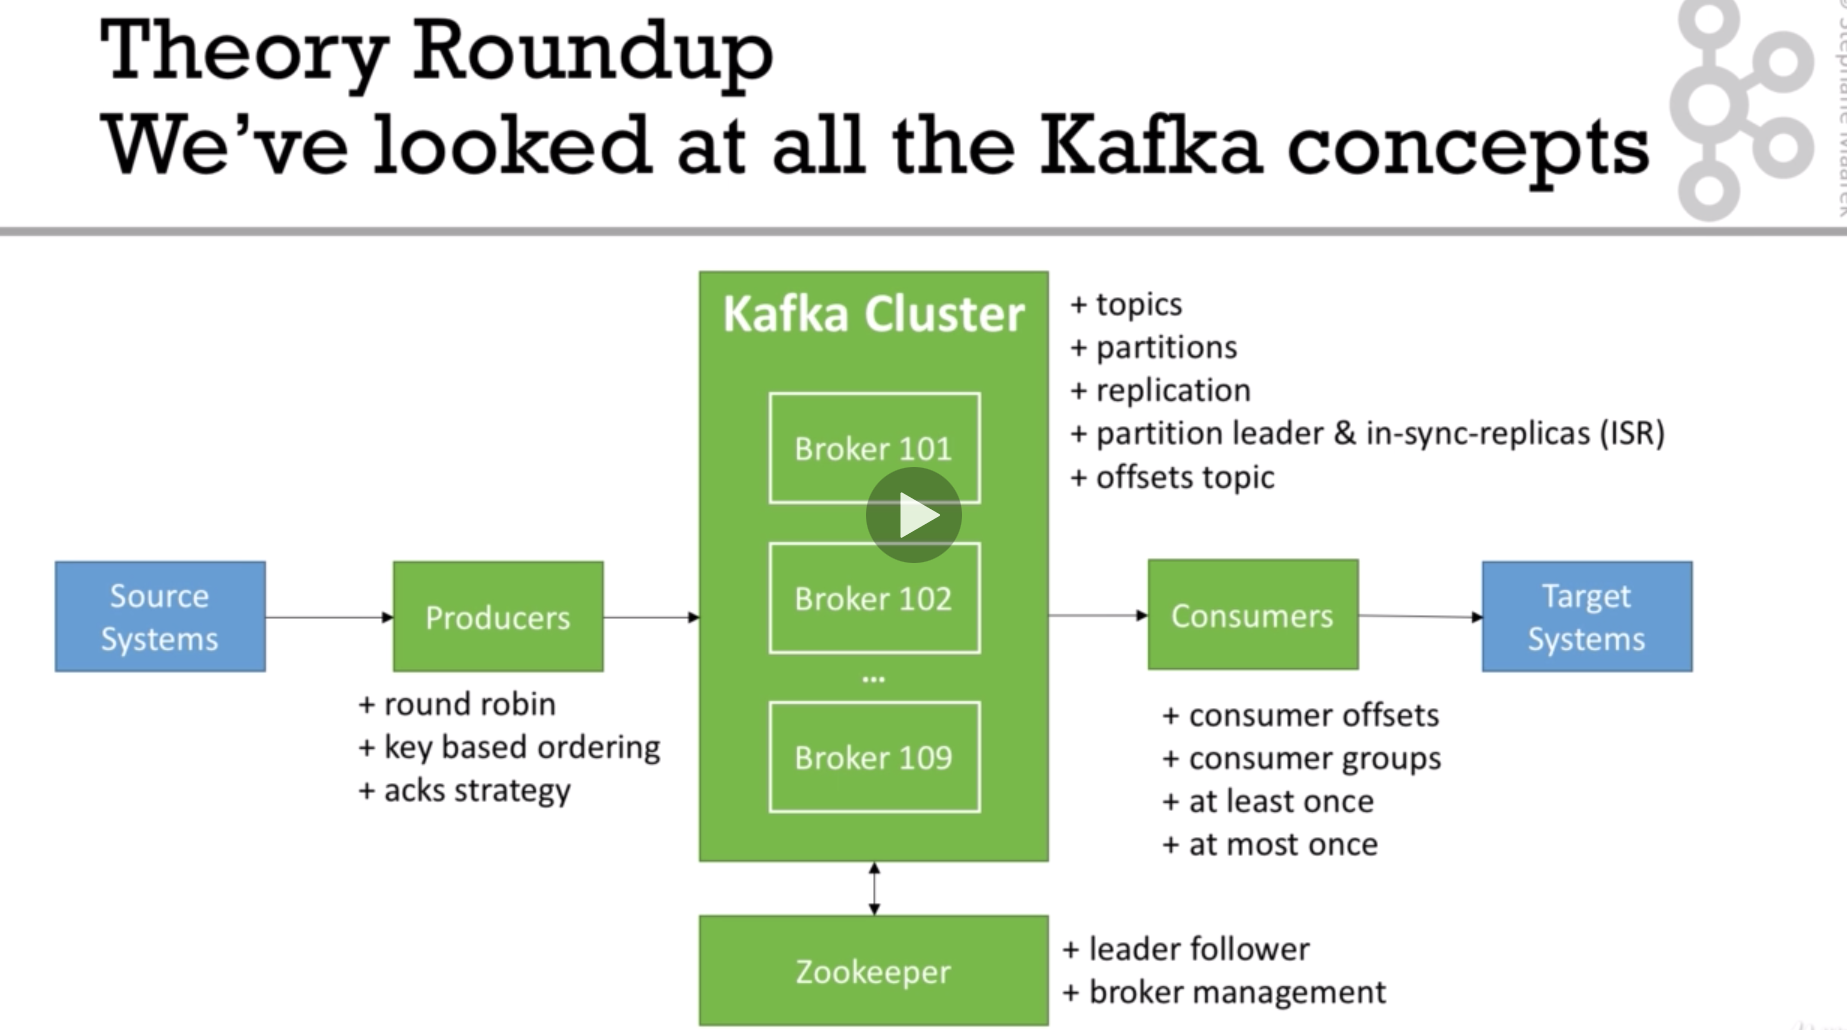 Theory Roundup
We've looked at all the Kafka concepts
Kafka Cluster
Broker 101
Broker 102
...
Broker 109
+ topics
+ partitions
+ replication
+ partition leader & in-sync-replicas (ISR)
+ offsets topic
Source
Systems
Producers
+ round robin
+ key based ordering
+ acks strategy
Consumers
+ consumer offsets
+ consumer groups
+ at least once
+ at most once
Target
Systems
Zookeeper
+ leader follower
+ broker management